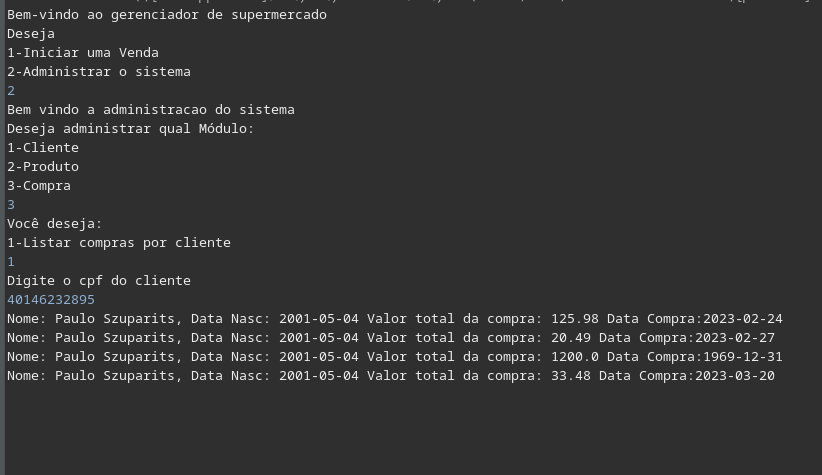 Bem-vindo ao gerenciador de supermercado
Deseja
1-Iniciar uma Venda
2-Administrar o sistema
2
Bem vindo a administracao do sistema
Deseja administrar qual Módulo:
1-Cliente
2-Produto
3-Compra
3
Você deseja:
1-Listar compras por cliente
1
Digite o cpf do cliente
40146232895
Nome: Paulo Szuparits, Data Nasc: 2001-05-04 Valor total da compra: 125.98 Data Compra:2023-02-24
Nome: Paulo Szuparits, Data Nasc: 2001-05-04 Valor total da compra: 20.49 Data Compra:2023-02-27
Nome: Paulo Szuparits, Data Nasc: 2001-05-04 Valor total da compra: 1200.0 Data Compra:1969-12-31
Nome: Paulo Szuparits, Data Nasc: 2001-05-04 Valor total da compra: 33.48 Data Compra:2023-03-20